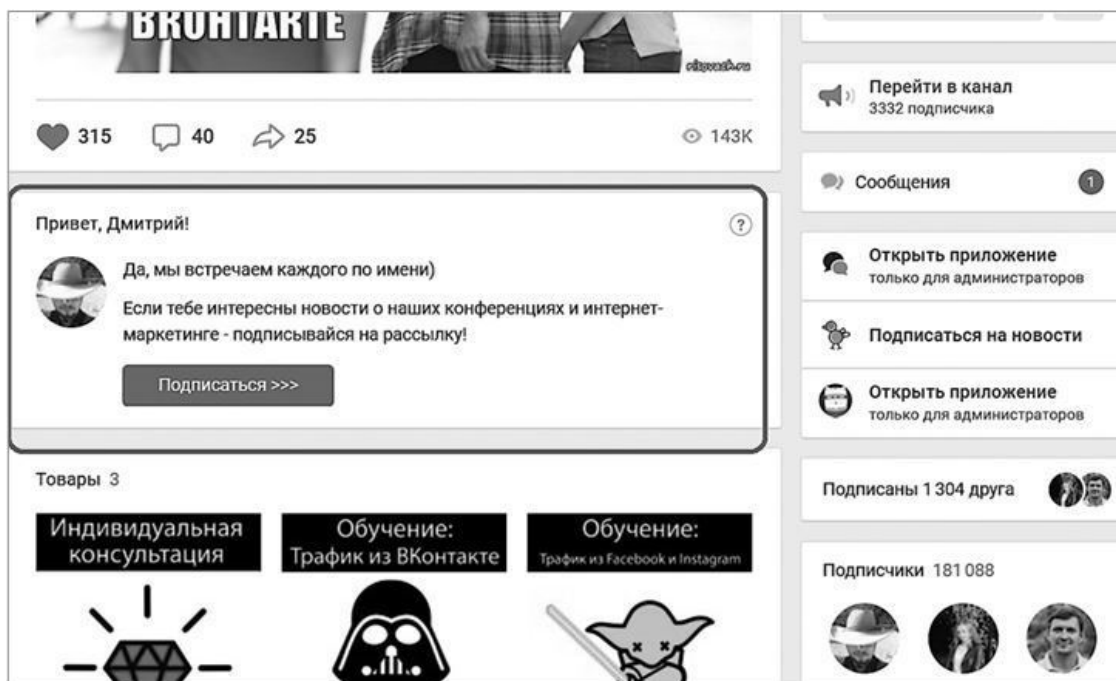 ВКОНТАКТЕ
risovach.ru
315
40
25
143K
Привет, Дмитрий!
?
Да, мы встречаем каждого по имени)
Если тебе интересны новости о наших конференциях и интернет-
маркетинге - подписывайся на рассылку!
Подписаться >>>
Товары 3
Индивидуальная
консультация
Обучение:
Трафик из ВКонтакте
Обучение:
Трафик из Facebook и Instagram
Перейти в канал
3332 подписчика
Сообщения
1
Открыть приложение
только для администраторов
Подписаться на новости
Открыть приложение
только для администраторов
Подписаны 1 304 друга
Подписчики 181 088